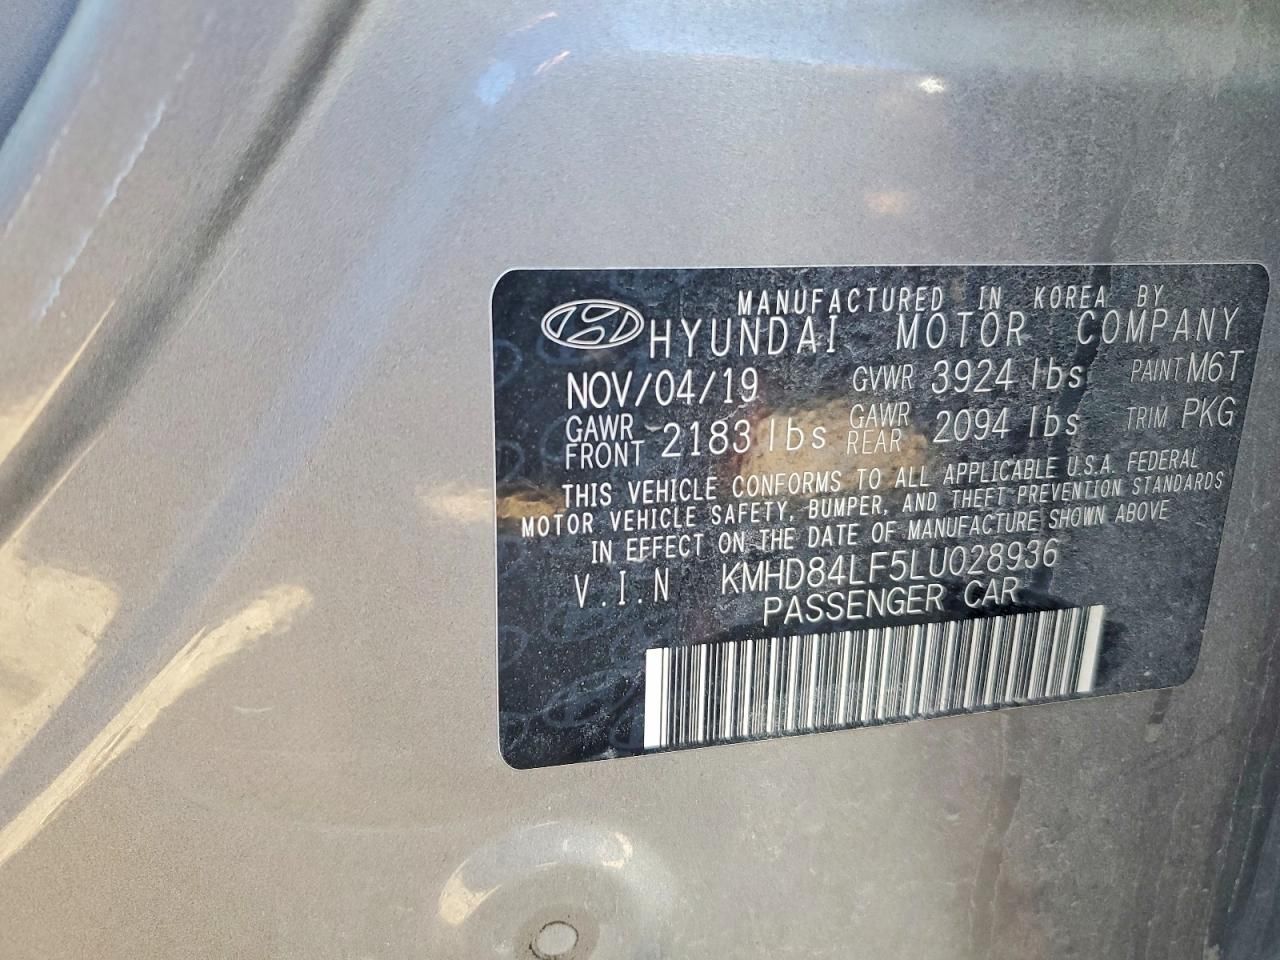 MANUFACTURED IN KOREA BY
HYUNDAI MOTOR COMPANY
NOV/04/19 GVWR 3924 lbs PAINT M6T
GAWR FRONT 2183 lbs GAWR REAR 2094 lbs TRIM PKG
THIS VEHICLE CONFORMS TO ALL APPLICABLE U.S.A. FEDERAL
MOTOR VEHICLE SAFETY, BUMPER, AND THEFT PREVENTION STANDARDS
IN EFFECT ON THE DATE OF MANUFACTURE SHOWN ABOVE
V.I.N KMHD84LF5LU028936
PASSENGER CAR